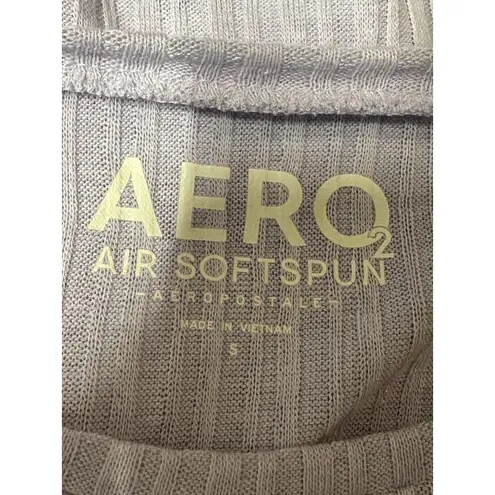 AERO2
AIR SOFTSPUN
-AEROPOSTALE-
MADE IN VIETNAM
S